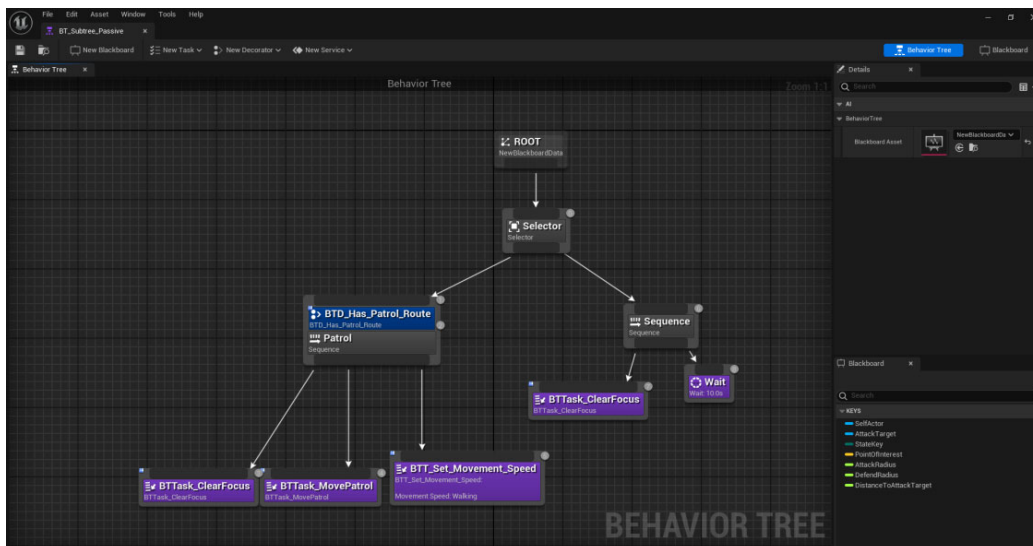 File Edit Asset Window Tools Help
BT_Subtree_Passive
New Blackboard New Task New Decorator New Service Behavior Tree Blackboard
Behavior Tree
Behavior Tree
Zoom 1:1
ROOT
NewBlackboardData
Selector
Selector
BTD_Has_Patrol_Route
BTD_Has_Patrol_Route
Patrol
Sequence
Sequence
Sequence
BTTask_ClearFocus
BTTask_ClearFocus
Wait
Wait: 10.0s
BTTask_ClearFocus
BTTask_ClearFocus
BTTask_MovePatrol
BTTask_MovePatrol
BTT_Set_Movement_Speed
BTT_Set_Movement_Speed:
Movement Speed: Walking
BEHAVIOR TREE
Details
Search
AI
BehaviorTree
Blackboard Asset
NewBlackboardDa
Blackboard
Search
KEYS
SelfActor
AttackTarget
StateKey
PointOfInterest
AttackRadius
DefendRadius
DistanceToAttackTarget